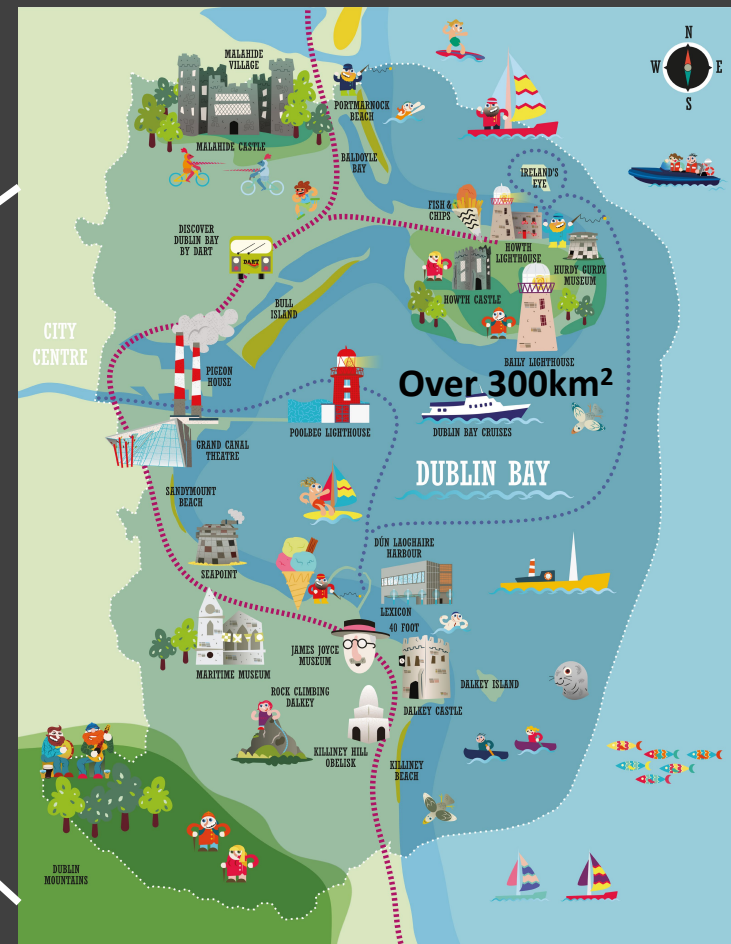 N
W
E
S
MALAHIDE
VILLAGE
PORTMARNOCK
BEACH
MALAHIDE CASTLE
BALDOYLE
BAY
IRELAND'S
EYE
FISH &
CHIPS
DISCOVER
DUBLIN BAY
BY DART
DART
HOWTH
LIGHTHOUSE
HURDY GURDY
MUSEUM
HOWTH CASTLE
BULL
ISLAND
CITY
CENTRE
PIGEON
HOUSE
BAILY LIGHTHOUSE
Over 300km²
POOLBEG LIGHTHOUSE
DUBLIN BAY CRUISES
GRAND CANAL
THEATRE
DUBLIN BAY
SANDYMOUNT
BEACH
DÚN LAOGHAIRE
HARBOUR
SEAPOINT
LEXICON
40 FOOT
JAMES JOYCE
MUSEUM
MARITIME MUSEUM
DALKEY ISLAND
ROCK CLIMBING
DALKEY
DALKEY CASTLE
KILLINEY HILL
OBELISK
KILLINEY
BEACH
DUBLIN
MOUNTAINS